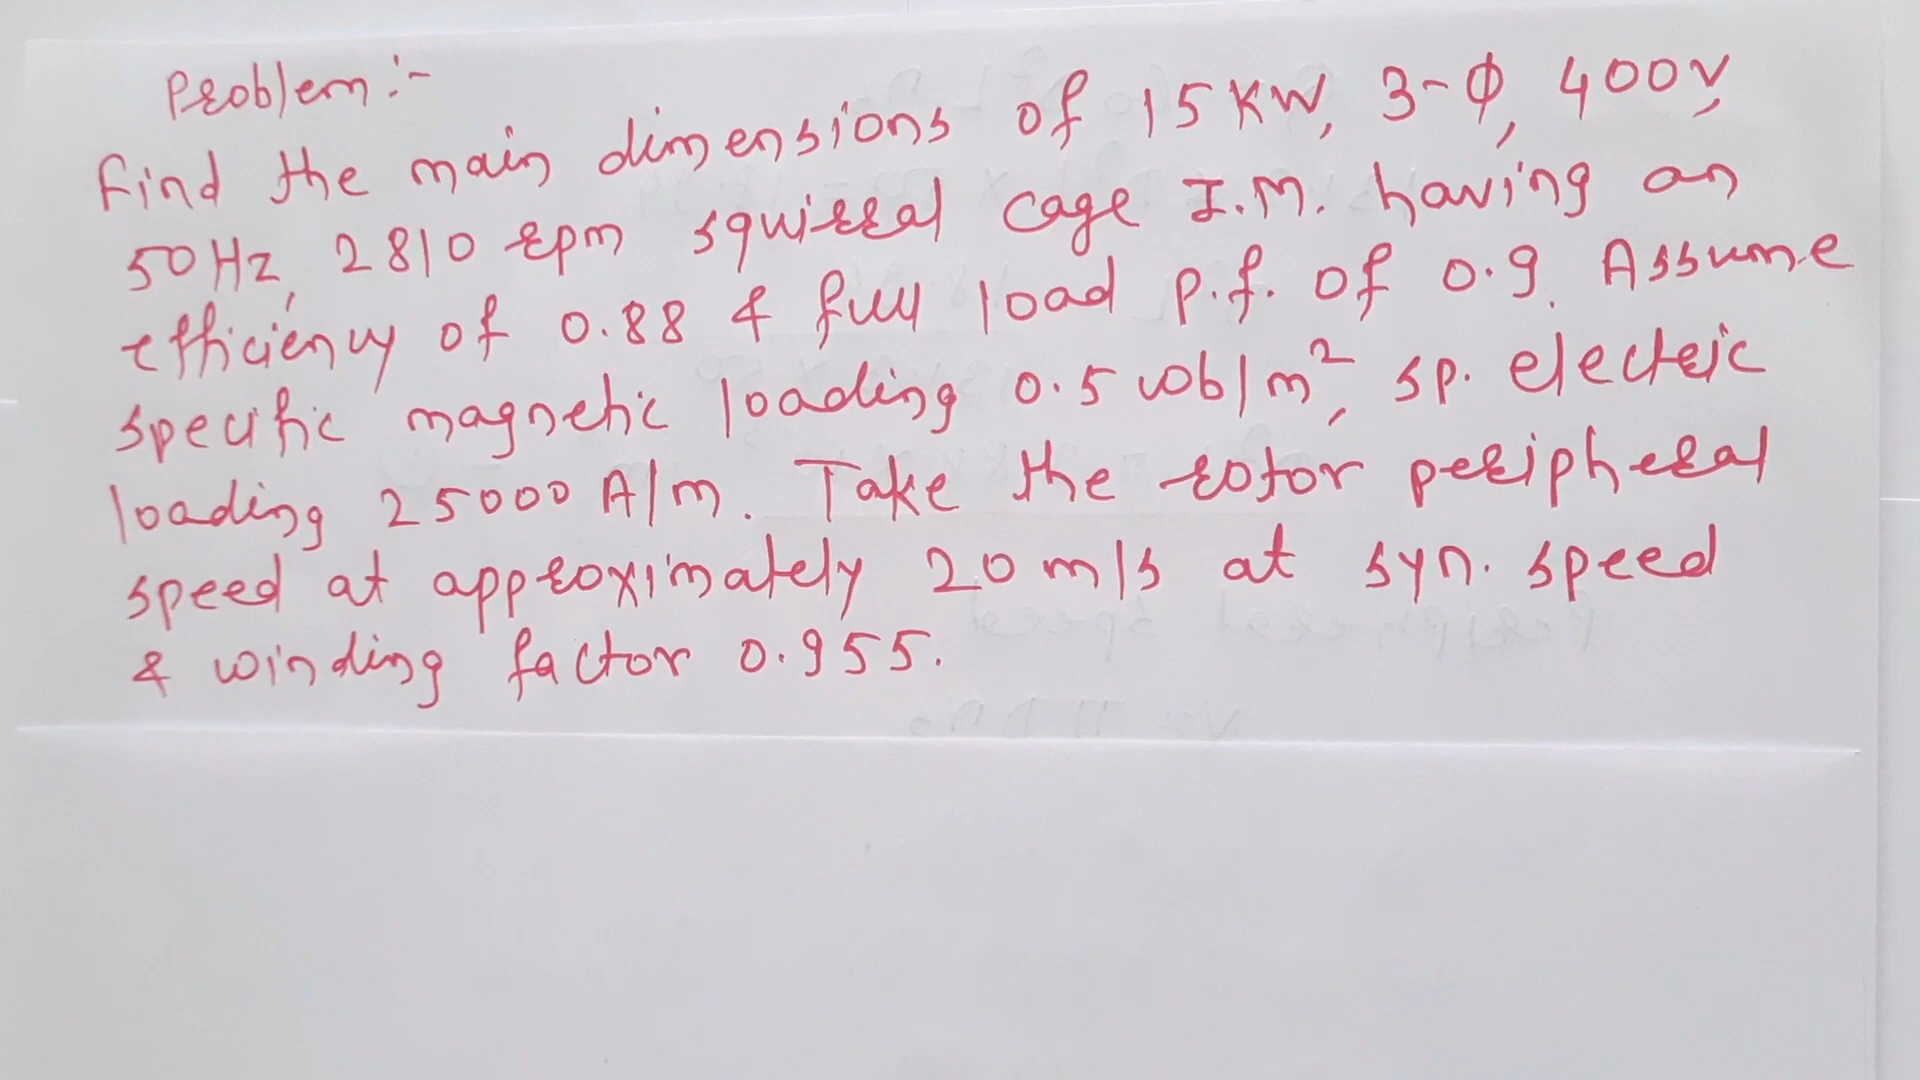 Problem :-
Find the main dimensions of 15 KW, 3-Φ, 400V,
50Hz, 2810 rpm squirral cage I.M. having an
efficiency of 0.88 & full load p.f. of 0.9. Assume
specific magnetic loading 0.5 wb/m², sp. electric
loading 25000 A/m. Take the rotor peripheral
speed at approximately 20 m/s at syn. speed
& winding factor 0.955.